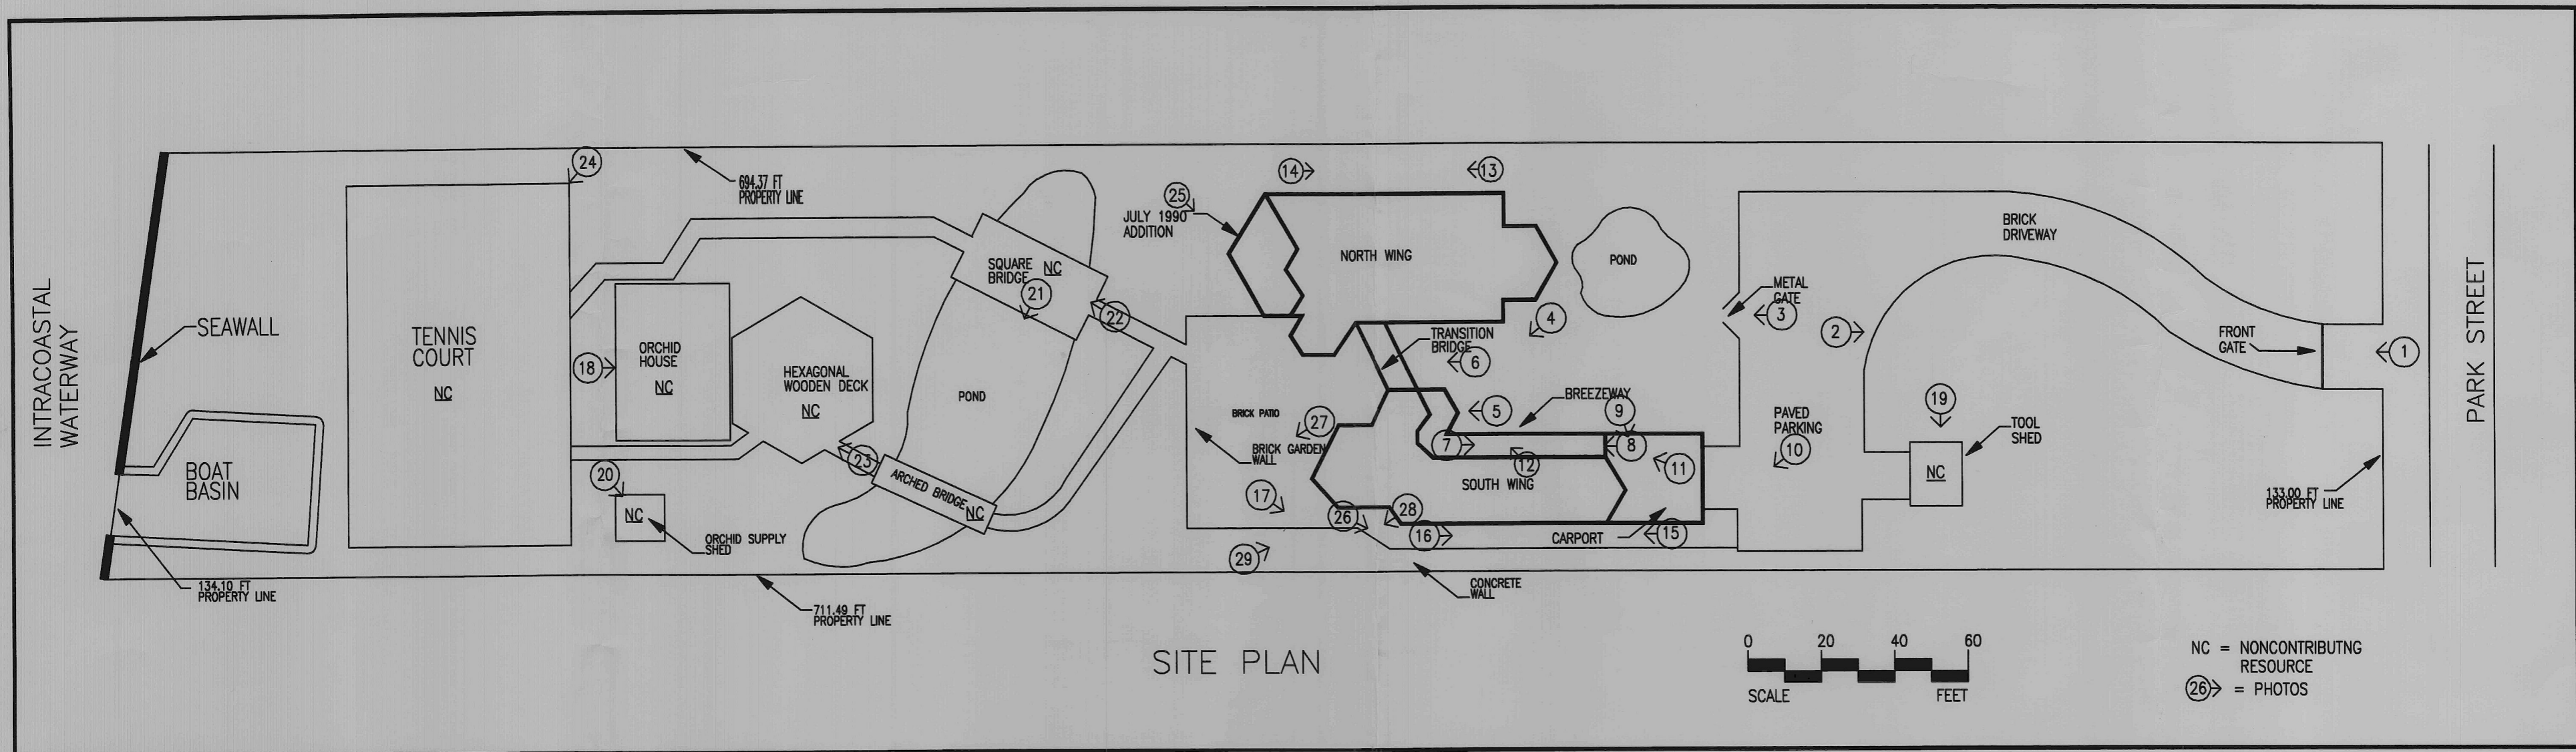 24
694.37 FT
PROPERTY LINE
14
13
25
JULY 1990
ADDITION
NORTH WING
POND
BRICK
DRIVEWAY
SQUARE
BRIDGE
NC
21
22
METAL
GATE
3
4
2
INTRACOASTAL
WATERWAY
SEAWALL
TENNIS
COURT
NC
18
ORCHID
HOUSE
NC
HEXAGONAL
WOODEN DECK
NC
POND
TRANSITION
BRIDGE
6
FRONT
GATE
1
PARK STREET
BRICK PATIO
27
BRICK GARDEN
WALL
BREEZEWAY
5
9
7
8
12
11
PAVED
PARKING
10
19
TOOL
SHED
NC
BOAT
BASIN
20
NC
ORCHID SUPPLY
SHED
23
ARCHED BRIDGE
NC
17
26
28
SOUTH WING
16
CARPORT
15
29
CONCRETE
WALL
133.00 FT
PROPERTY LINE
134.10 FT
PROPERTY LINE
711.49 FT
PROPERTY LINE
SITE PLAN
0 20 40 60
SCALE FEET
NC = NONCONTRIBUTNG
RESOURCE
26 = PHOTOS